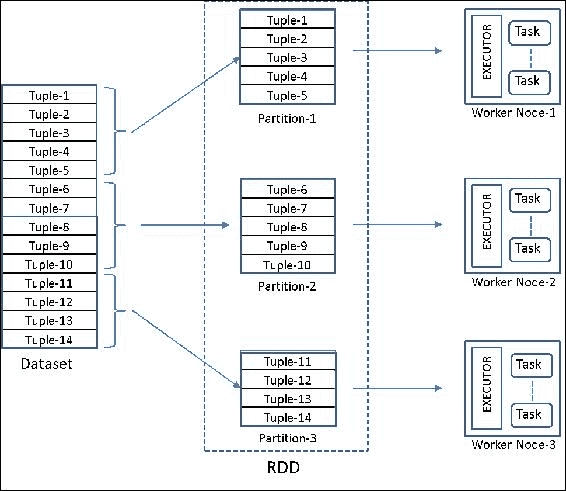 Tuple-1
Tuple-2
Tuple-3
Tuple-4
Tuple-5
Tuple-6
Tuple-7
Tuple-8
Tuple-9
Tuple-10
Tuple-11
Tuple-12
Tuple-13
Tuple-14
Dataset
Tuple-1
Tuple-2
Tuple-3
Tuple-4
Tuple-5
Partition-1
Tuple-6
Tuple-7
Tuple-8
Tuple-9
Tuple-10
Partition-2
Tuple-11
Tuple-12
Tuple-13
Tuple-14
Partition-3
RDD
EXECUTOR
Task
Task
Worker Noce-1
EXECUTOR
Task
Task
Worker Noce-2
EXECUTOR
Task
Task
Worker Noce-3